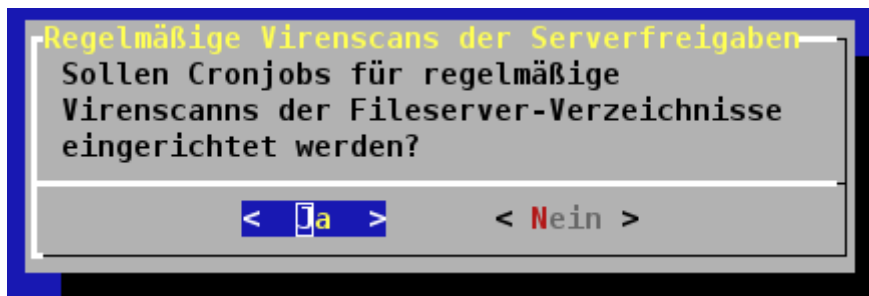 Regelmäßige Virenscans der Serverfreigaben
Sollen Cronjobs für regelmäßige
Virenscanns der Fileserver-Verzeichnisse
eingerichtet werden?
< Ja > < Nein >